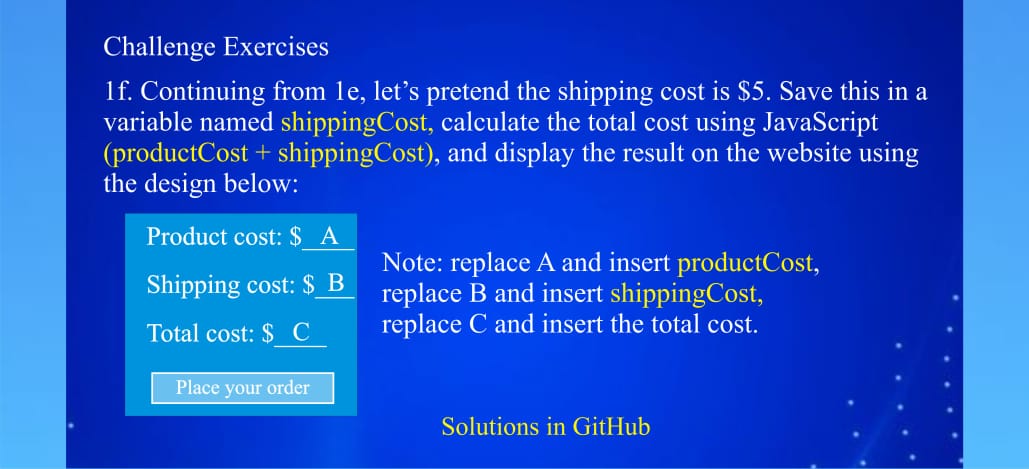 Challenge Exercises
1f. Continuing from 1e, let’s pretend the shipping cost is $5. Save this in a
variable named shippingCost, calculate the total cost using JavaScript
(productCost + shippingCost), and display the result on the website using
the design below:
Product cost: $_A_
Shipping cost: $_B_
Total cost: $_C_
Place your order
Note: replace A and insert productCost,
replace B and insert shippingCost,
replace C and insert the total cost.
Solutions in GitHub